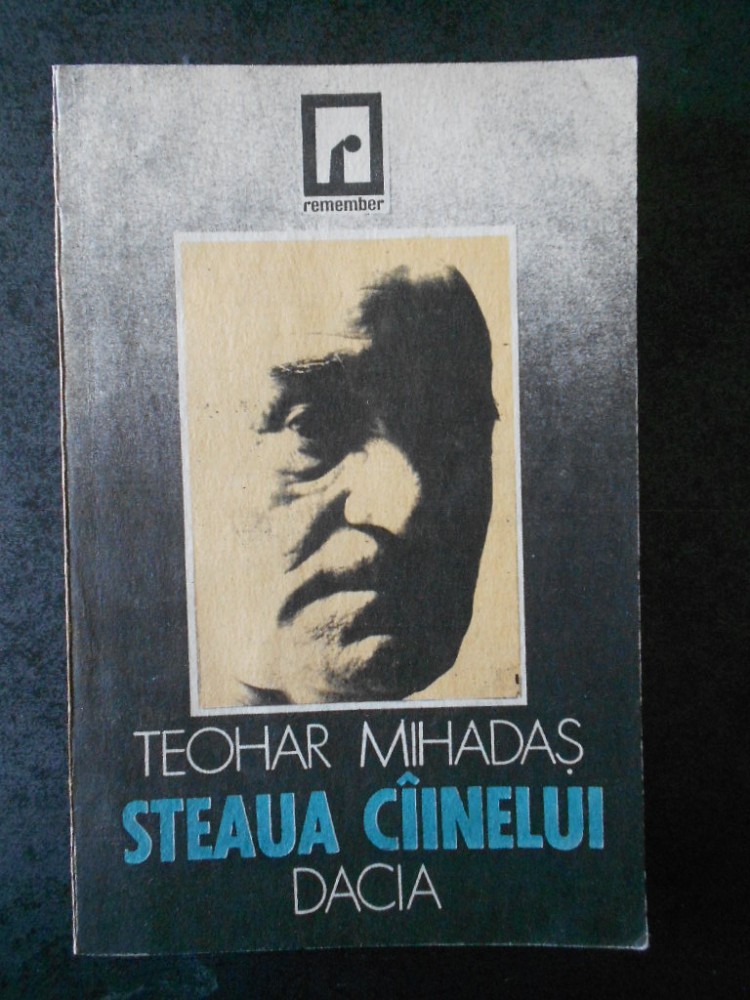 r
remember
TEOHAR MIHADAȘ
STEAUA CÎINELUI
DACIA